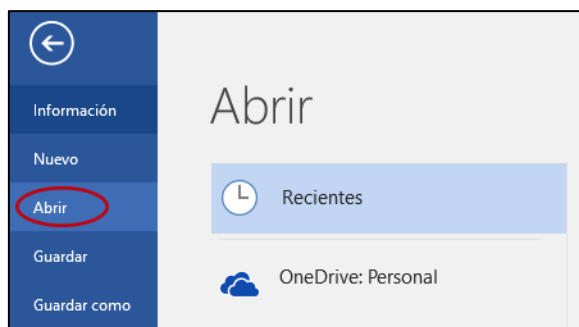 Información
Nuevo
Abrir
Guardar
Guardar como
Abrir
Recientes
OneDrive: Personal